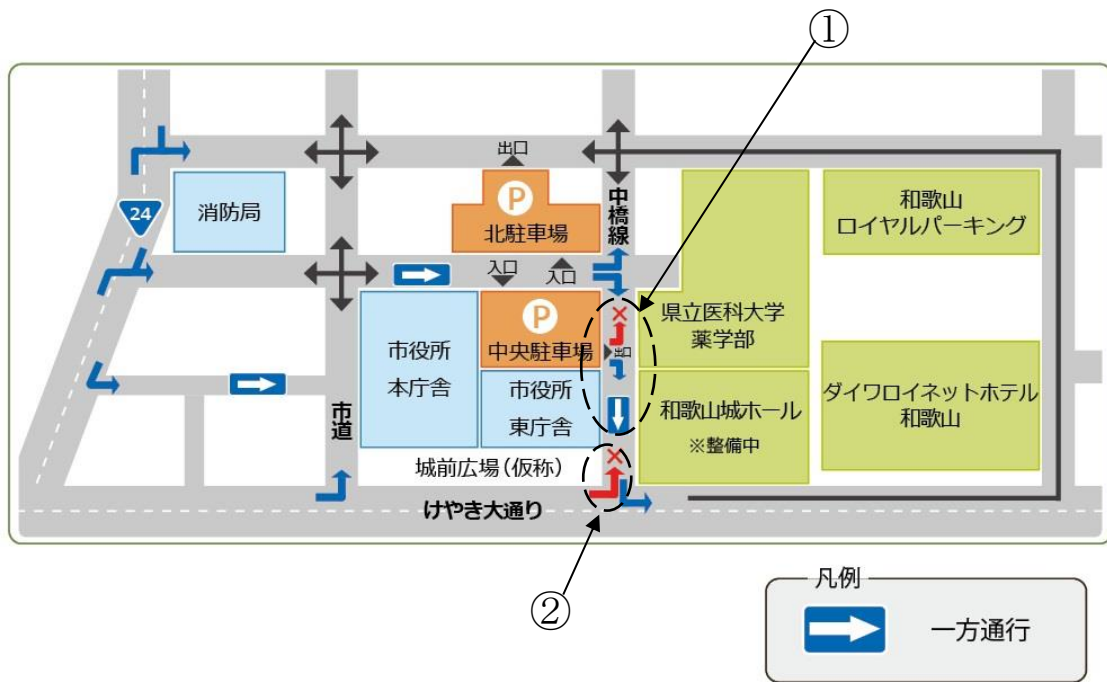 ①
出口
24
消防局
P
北駐車場
中橋線
和歌山
ロイヤルパーキング
入口
入口
市役所
本庁舎
P
中央駐車場
出口
県立医科大学
薬学部
市道
市役所
東庁舎
和歌山城ホール
※整備中
ダイワロイネットホテル
和歌山
城前広場(仮称)
けやき大通り
②
凡例
一方通行